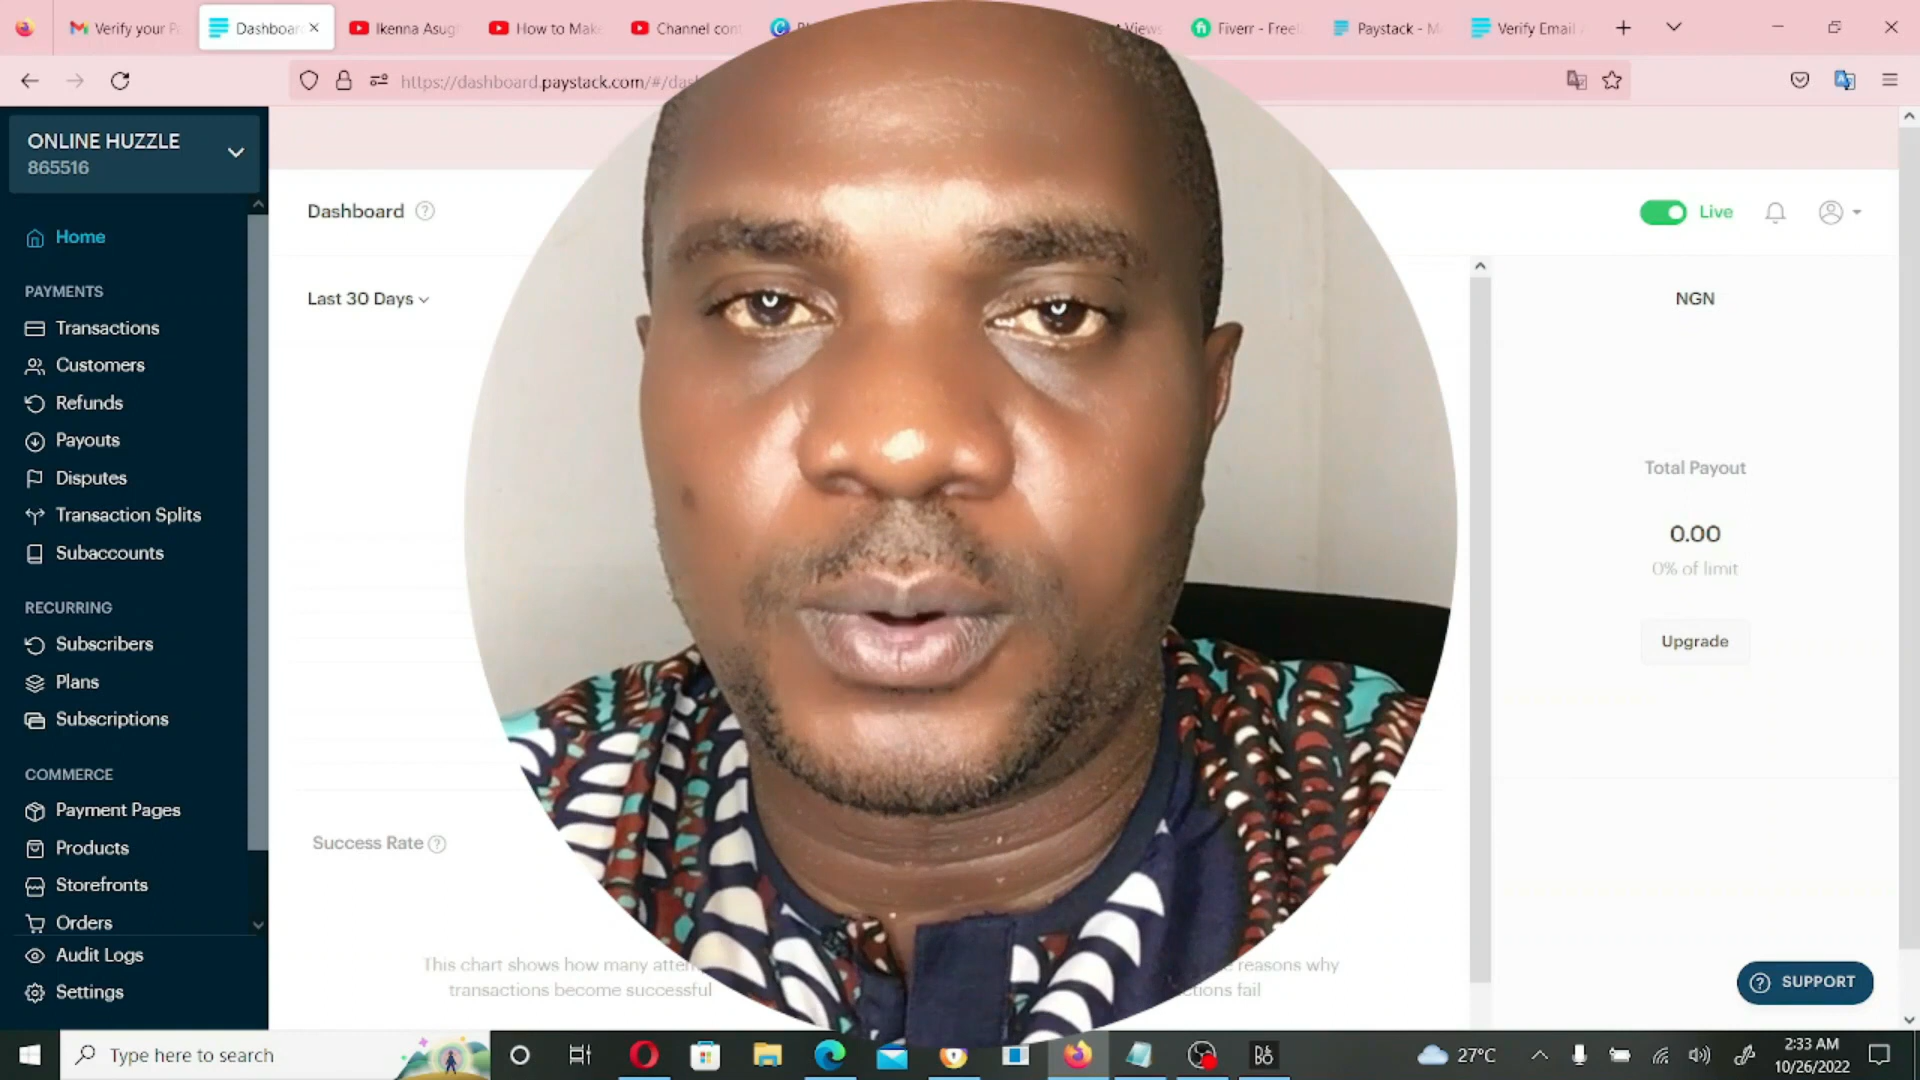 Verify your P
Dashboar
Ikenna Asug
How to Mak
Channel con
Views
Fiverr - Free
Paystack - M
Verify Email
https://dashboard.paystack.com/#/das
ONLINE HUZZLE
865516
Home
PAYMENTS
Transactions
Customers
Refunds
Payouts
Disputes
Transaction Splits
Subaccounts
RECURRING
Subscribers
Plans
Subscriptions
COMMERCE
Payment Pages
Products
Storefronts
Orders
Audit Logs
Settings
Dashboard
Live
Last 30 Days
NGN
Total Payout
0.00
0% of limit
Upgrade
Success Rate
This chart shows how many attem
transactions become successful
e reasons why
ctions fail
SUPPORT
Type here to search
27°C
2:33 AM
10/26/2022